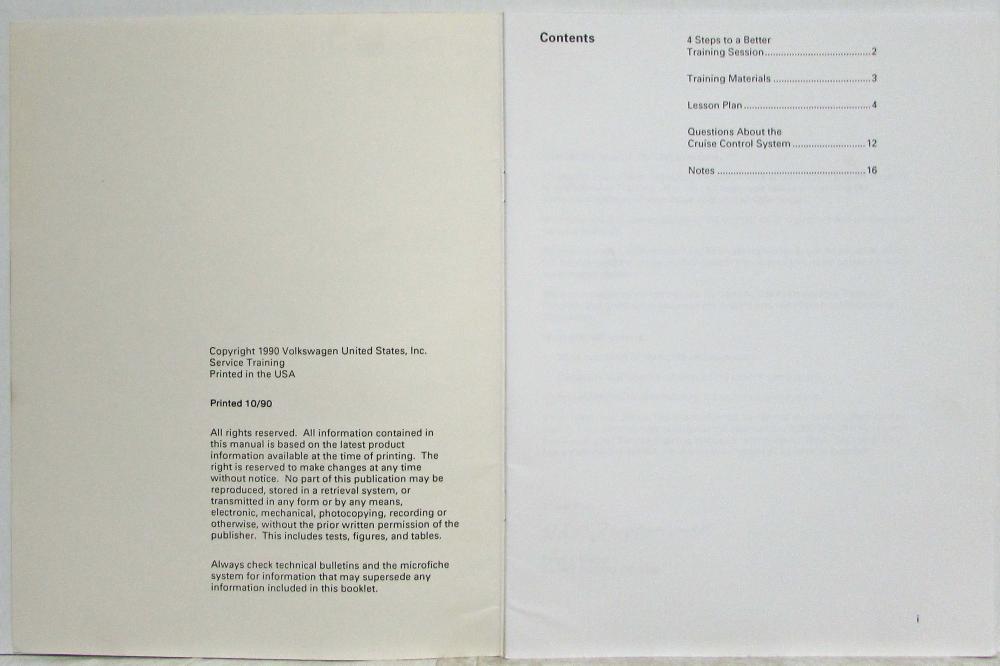 Copyright 1990 Volkswagen United States, Inc.
Service Training
Printed in the USA
Printed 10/90
All rights reserved. All information contained in
this manual is based on the latest product
information available at the time of printing. The
right is reserved to make changes at any time
without notice. No part of this publication may be
reproduced, stored in a retrieval system, or
transmitted in any form or by any means,
electronic, mechanical, photocopying, recording or
otherwise, without the prior written permission of the
publisher. This includes tests, figures, and tables.
Always check technical bulletins and the microfiche
system for information that may supersede any
information included in this booklet.
Contents
4 Steps to a Better
Training Session....................................2
Training Materials .................................3
Lesson Plan...........................................4
Questions About the
Cruise Control System.........................12
Notes ..................................................16
i